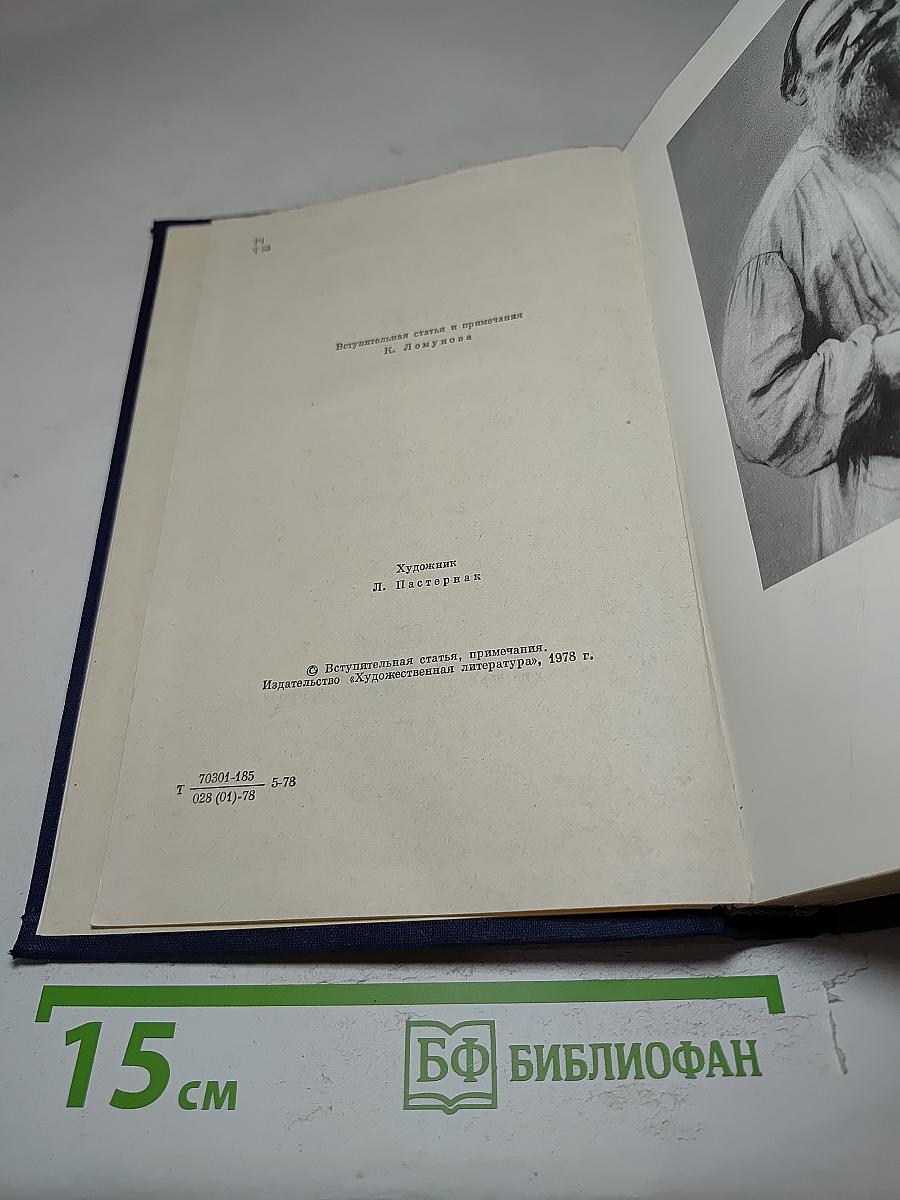 Вступительная статья и примечания
К. Ломунова
Художник
Л. Пастернак
© Вступительная статья, примечания.
Издательство «Художественная литература», 1978 г.
Т 70301-185 5-78
028 (01)-78
15 см
БФ БИБЛИОФАН